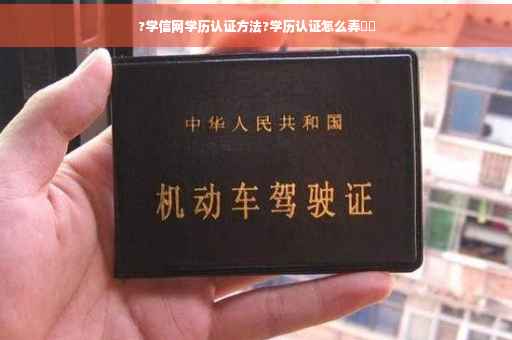 ?学信网学历认证方法?学历认证怎么弄
中华人民共和国
机动车驾驶证